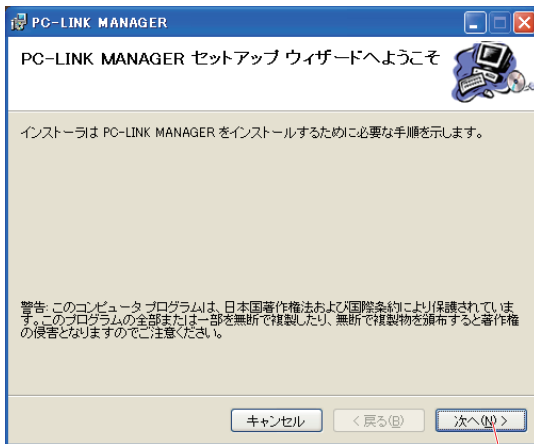 PC-LINK MANAGER
PC-LINK MANAGER セットアップ ウィザードへようこそ
インストーラは PC-LINK MANAGER をインストールするために必要な手順を示します。
警告: このコンピュータ プログラムは、日本国著作権法および国際条約により保護されていま
す。このプログラムの全部または一部を無断で複製したり、無断で複製物を頒布すると著作権
の侵害となりますのでご注意ください。
キャンセル < 戻る(B) 次へ(N) >